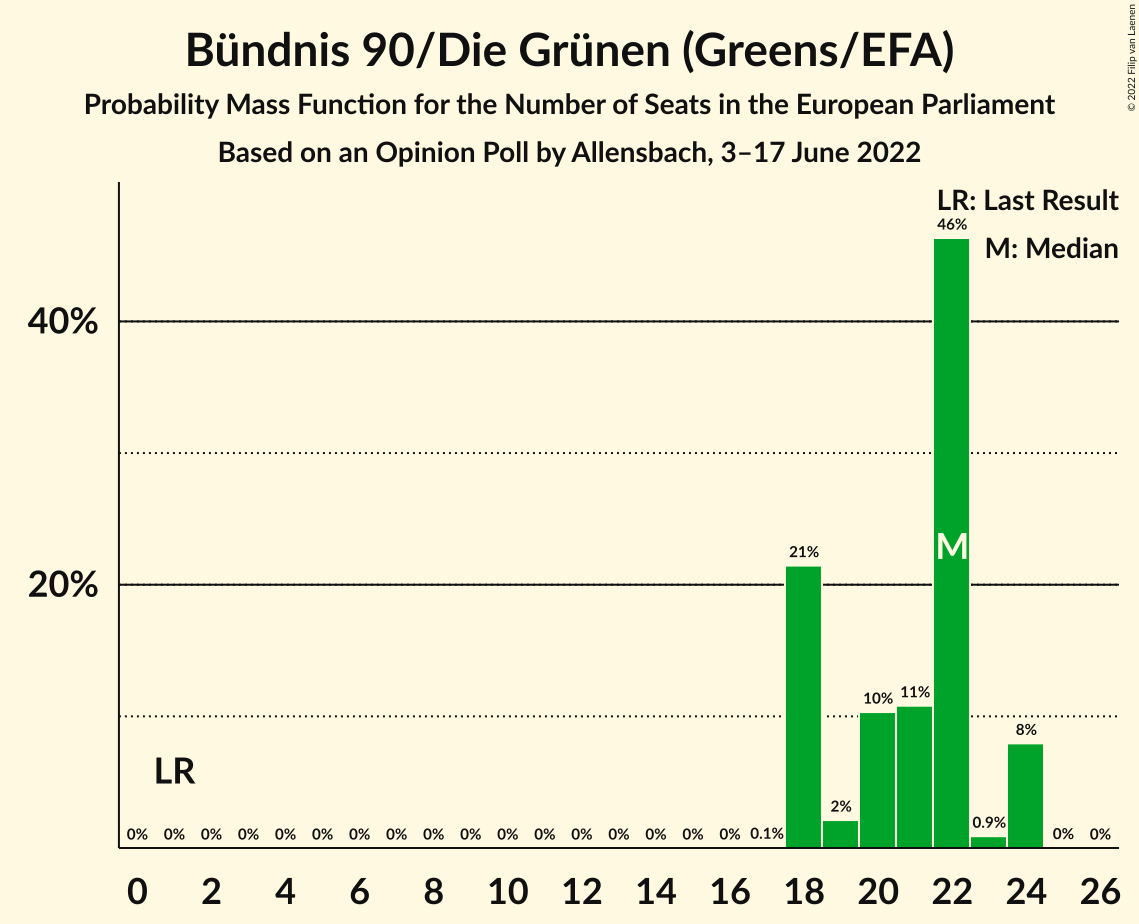 Bündnis 90/Die Grünen (Greens/EFA)
Probability Mass Function for the Number of Seats in the European Parliament
Based on an Opinion Poll by Allensbach, 3–17 June 2022
© 2022 Filip van Laenen
LR: Last Result
M: Median
46%
40%
M
21%
20%
10%
11%
8%
LR
2%
0% 0% 0% 0% 0% 0% 0% 0% 0% 0% 0% 0% 0% 0% 0% 0% 0% 0.1% 0.9% 0% 0%
0 2 4 6 8 10 12 14 16 18 20 22 24 26